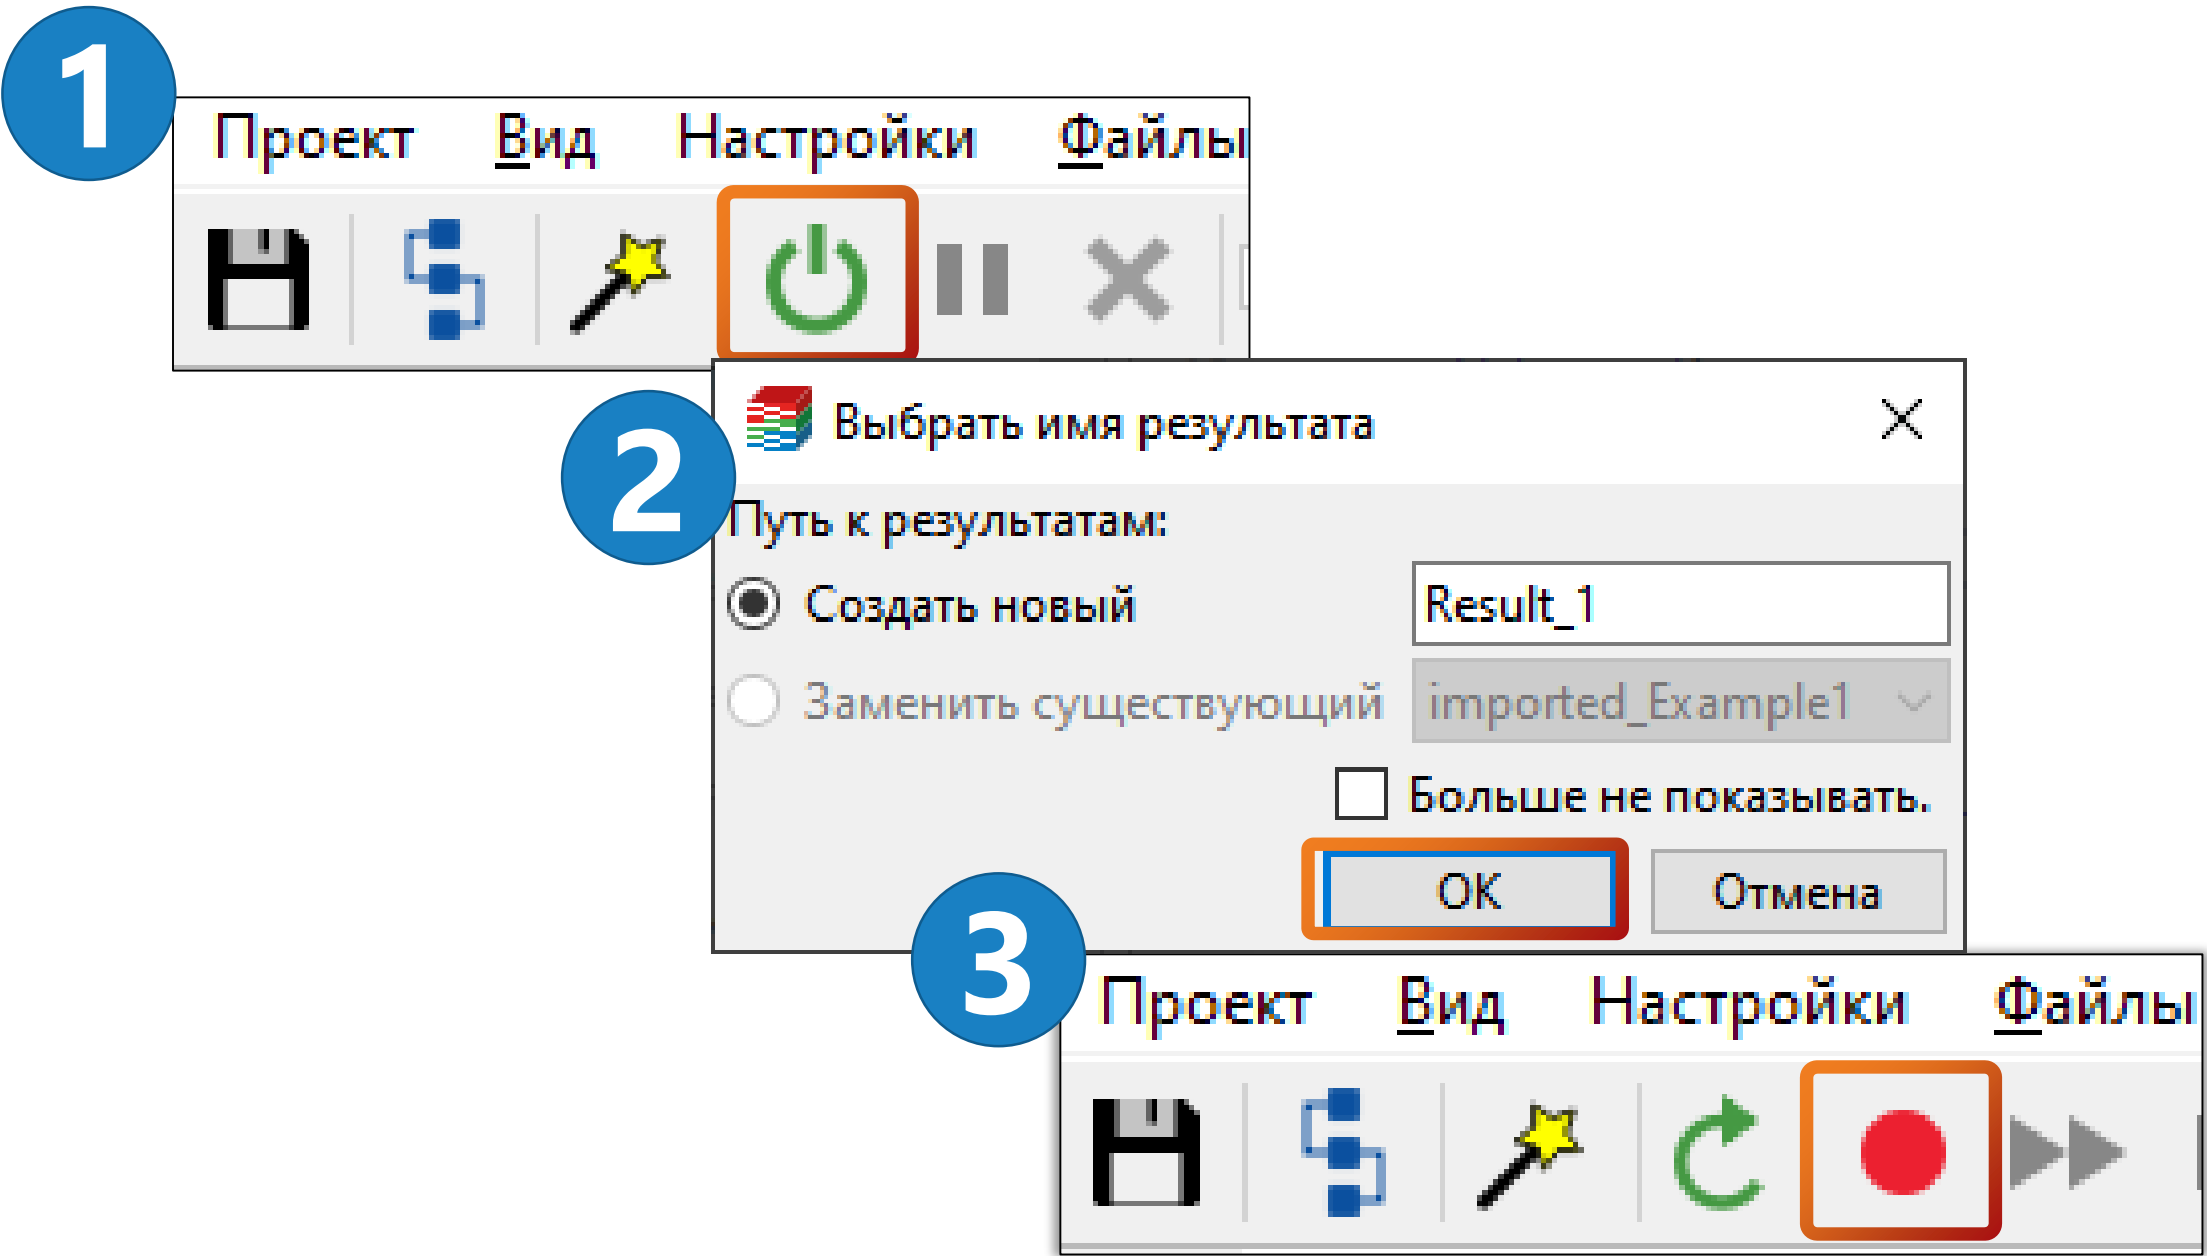 1
Проект Вид Настройки Файлы
2
Выбрать имя результата
Путь к результатам:
Создать новый Result_1
Заменить существующий imported_Example1
Больше не показывать.
ОК Отмена
3
Проект Вид Настройки Файлы